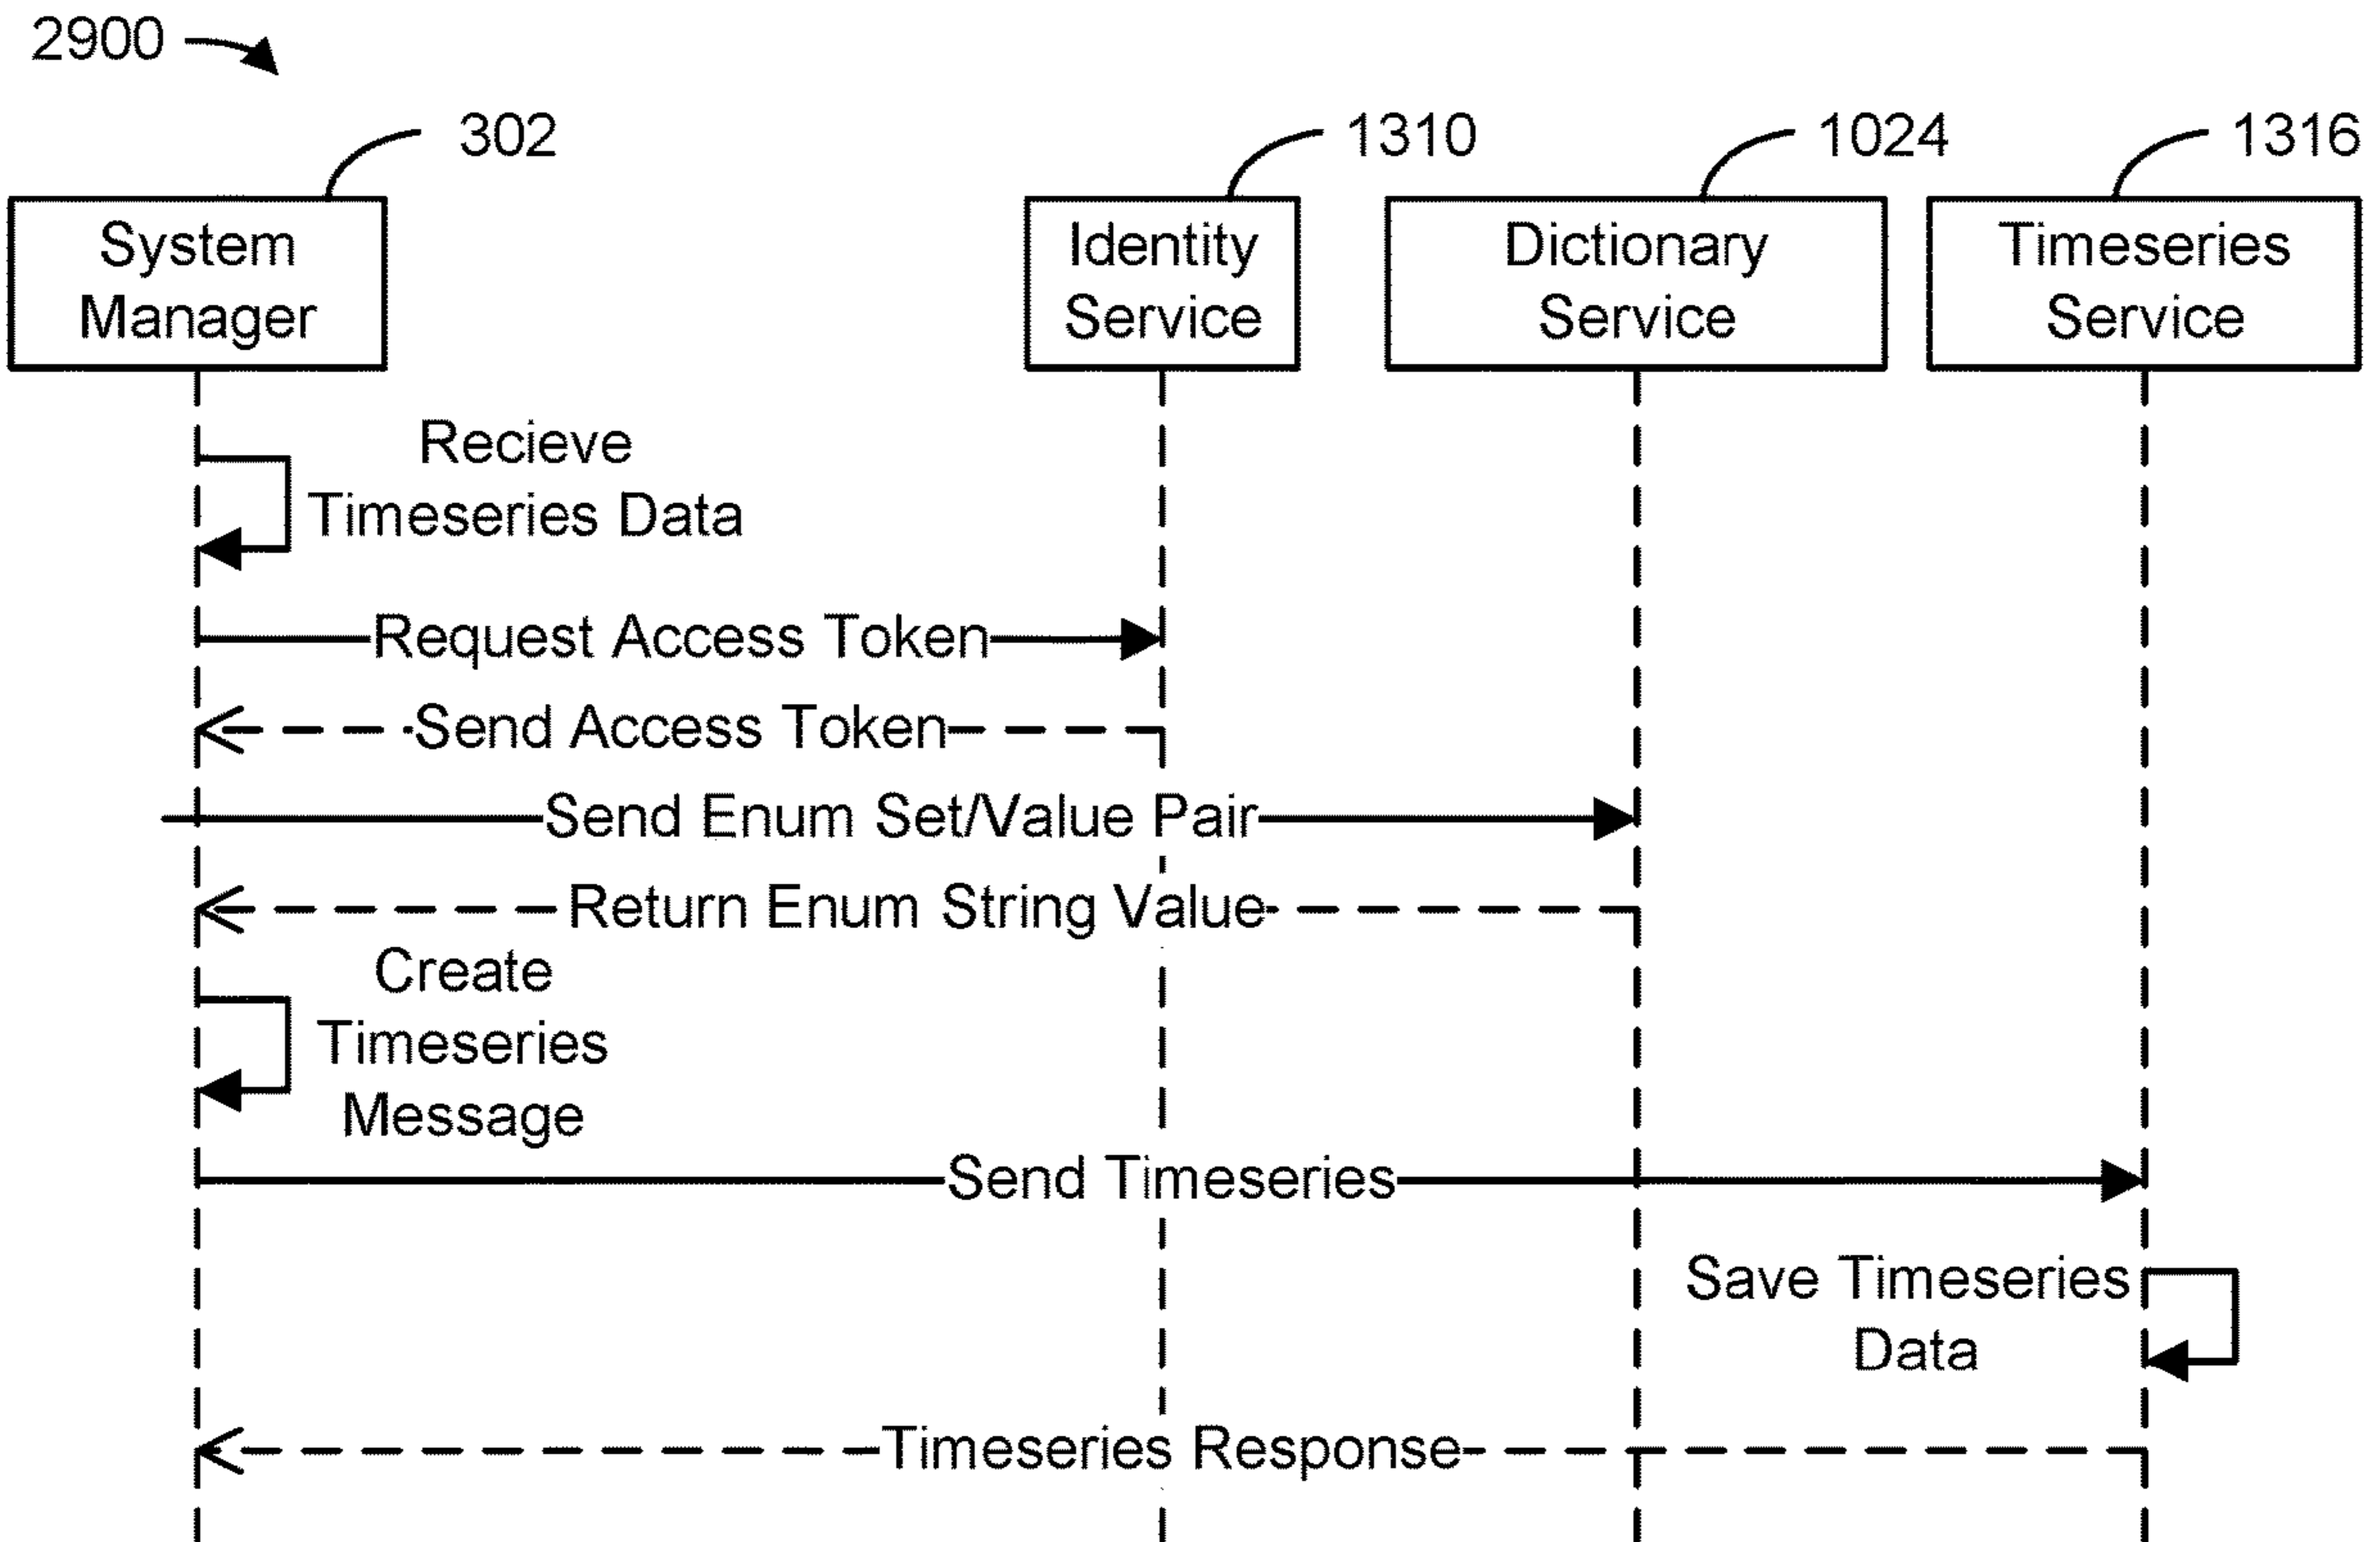 2900
302
1310
1024
1316
System
Manager
Identity
Service
Dictionary
Service
Timeseries
Service
Recieve
Timeseries Data
Request Access Token
Send Access Token
Send Enum Set/Value Pair
Return Enum String Value
Create
Timeseries
Message
Send Timeseries
Save Timeseries
Data
Timeseries Response